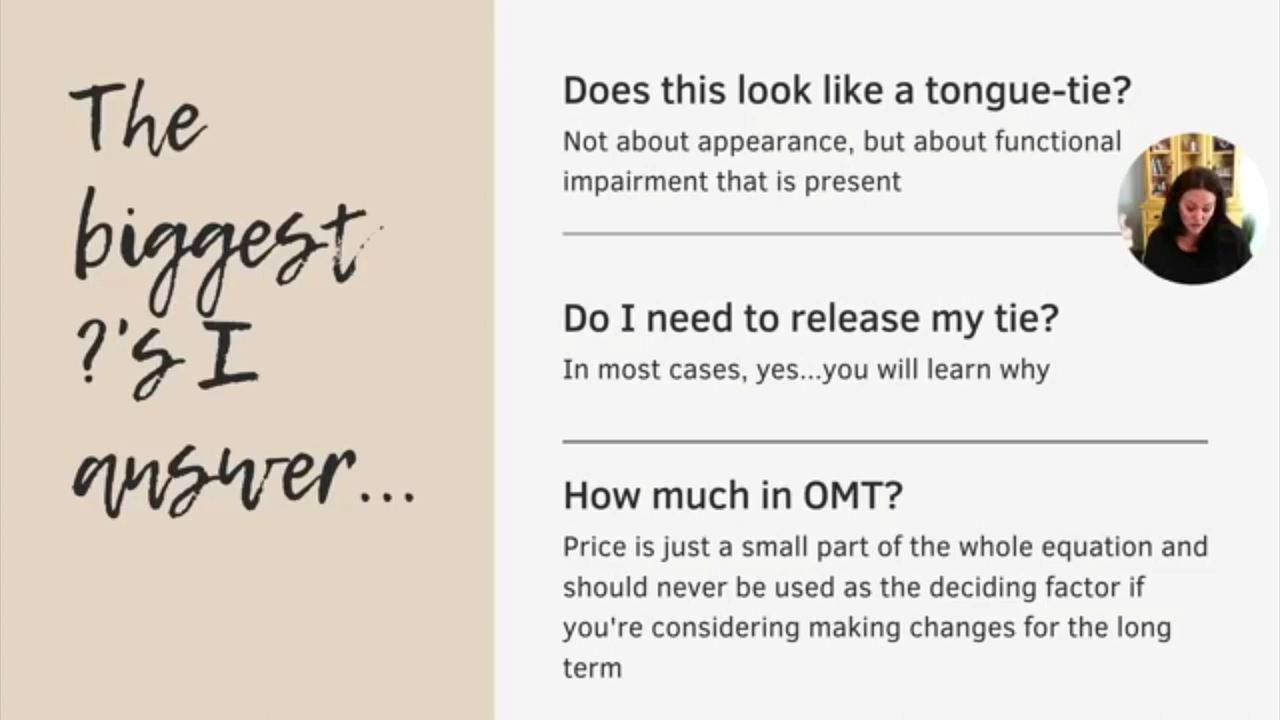 The
biggest
?'s I
answer...
Does this look like a tongue-tie?
Not about appearance, but about functional
impairment that is present
Do I need to release my tie?
In most cases, yes...you will learn why
How much in OMT?
Price is just a small part of the whole equation and
should never be used as the deciding factor if
you're considering making changes for the long
term